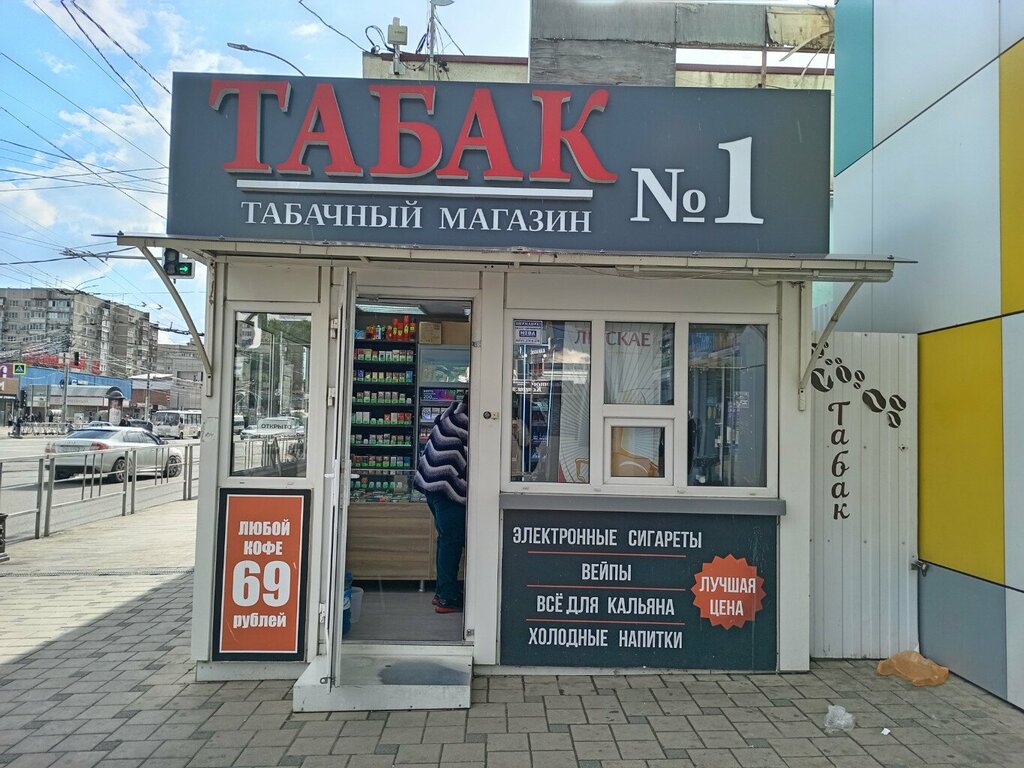 ТАБАК
ТАБАЧНЫЙ МАГАЗИН
№1
ОТКРЫТО
ЛЮБОЙ
КОФЕ
69
рублей
ЭЛЕКТРОННЫЕ СИГАРЕТЫ
ВЕЙПЫ
ВСЁ ДЛЯ КАЛЬЯНА
ХОЛОДНЫЕ НАПИТКИ
ЛУЧШАЯ
ЦЕНА
Табак